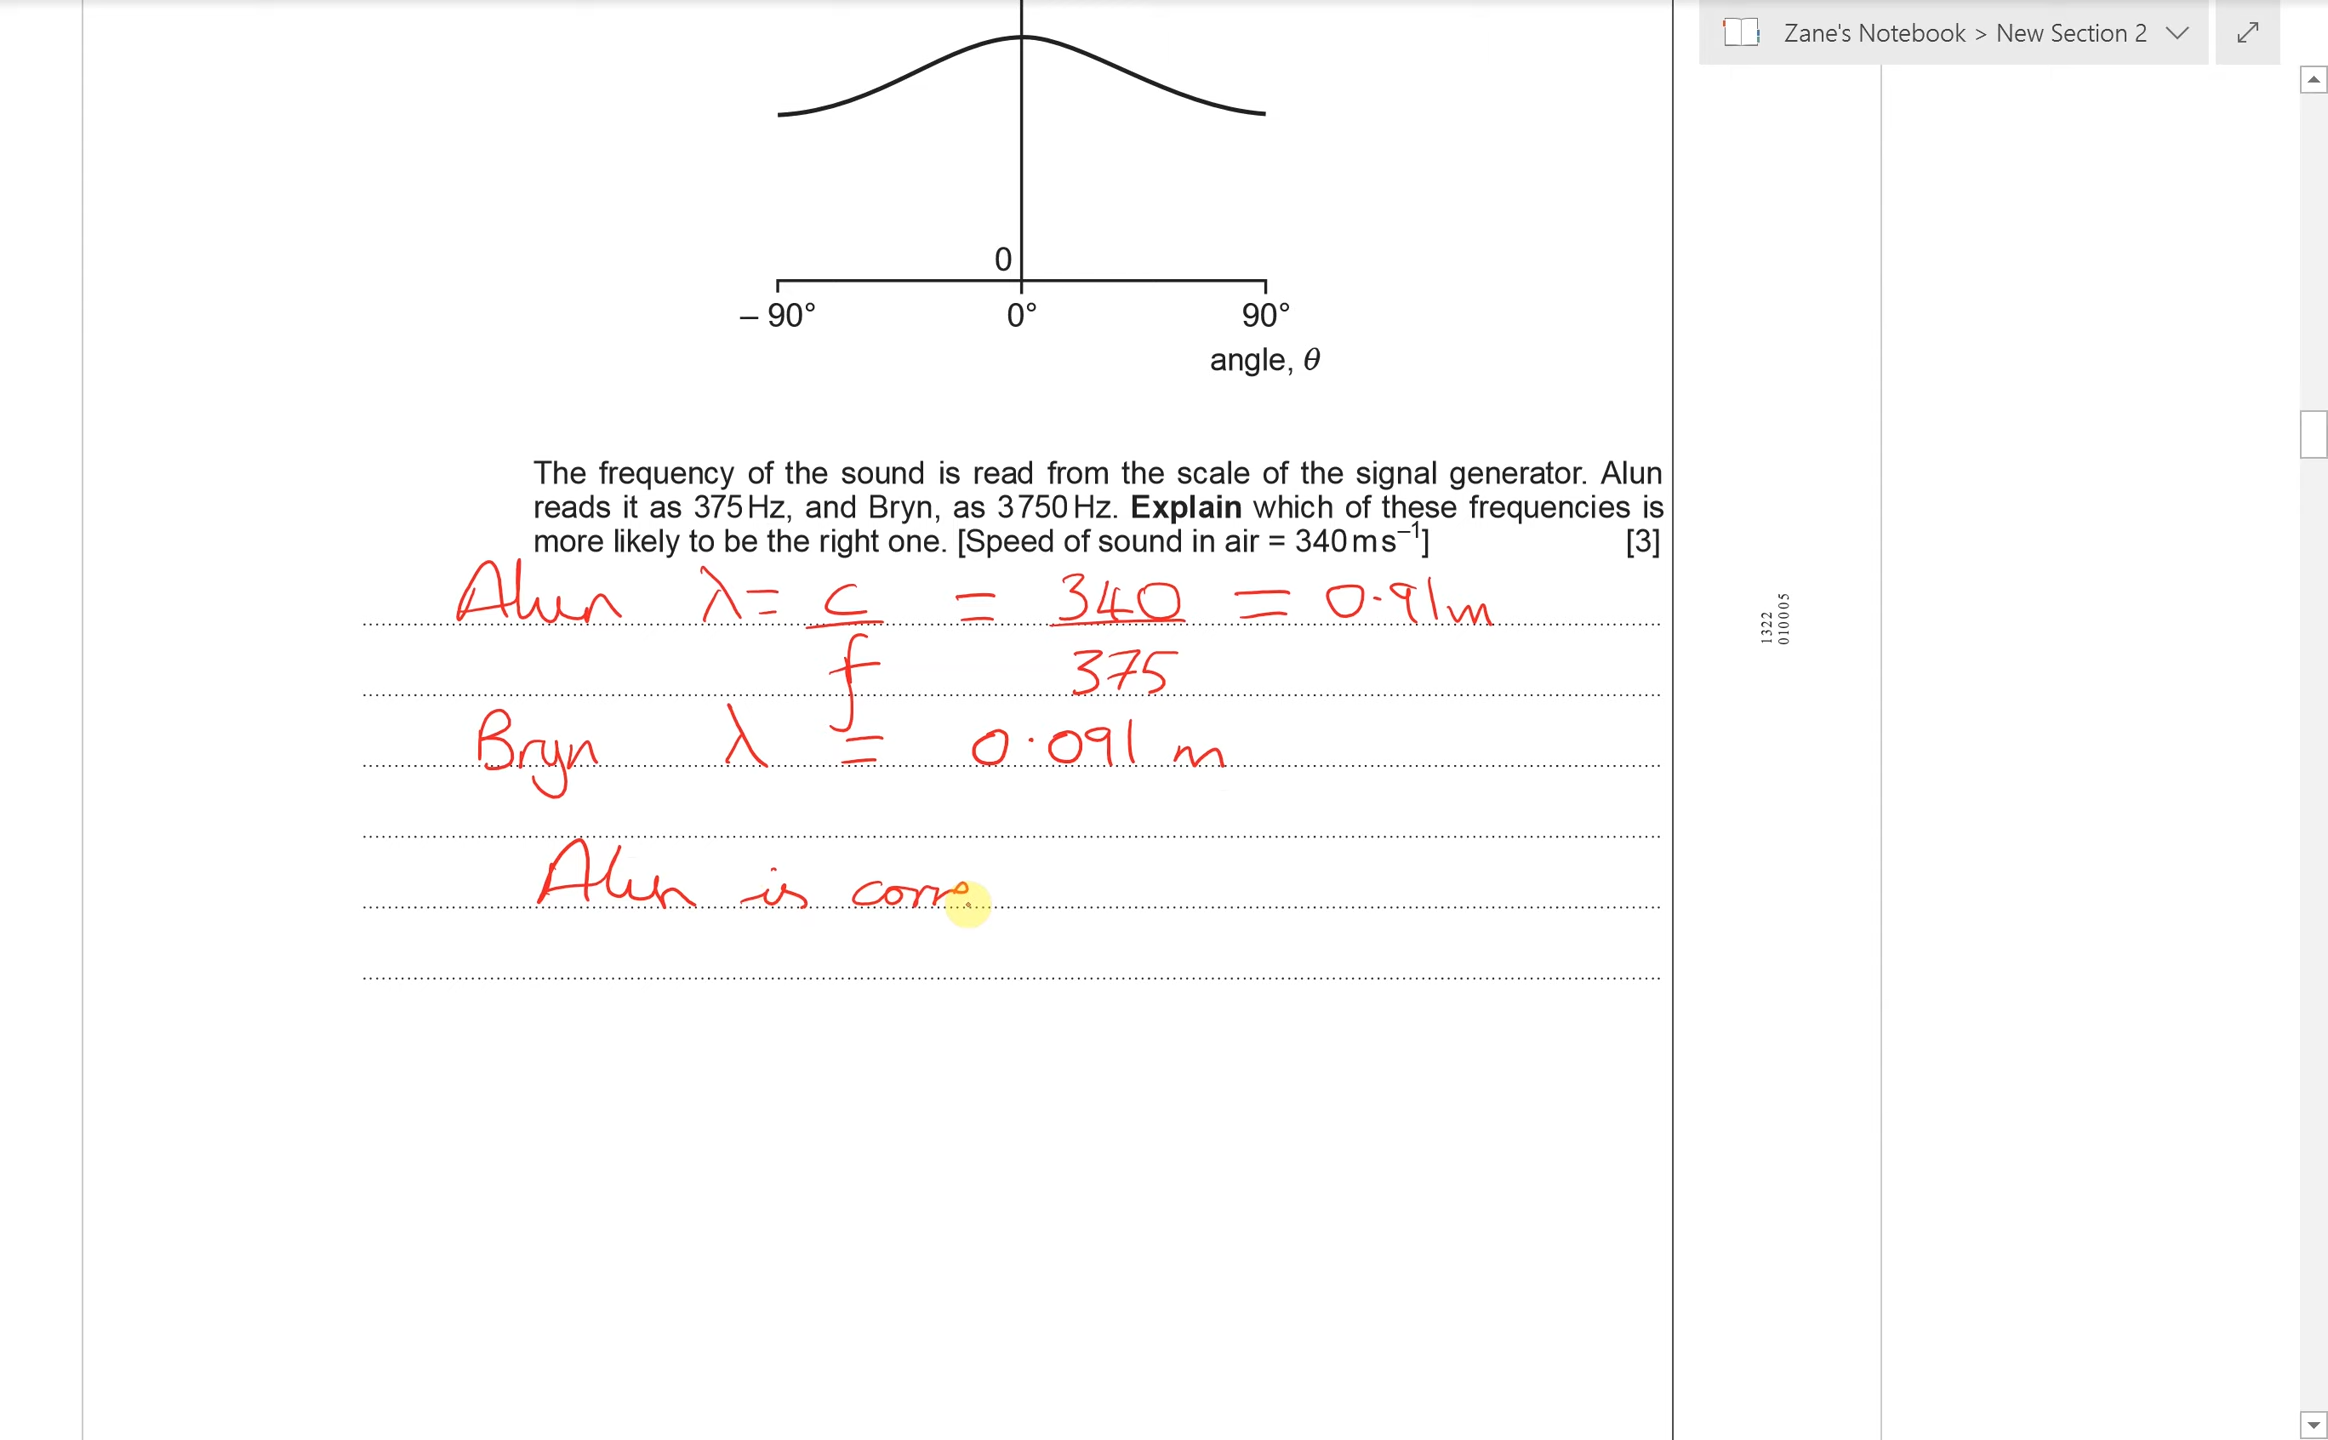 Zane's Notebook > New Section 2
0
– 90°
0°
90°
angle, θ
The frequency of the sound is read from the scale of the signal generator. Alun
reads it as 375 Hz, and Bryn, as 3 750 Hz. Explain which of these frequencies is
more likely to be the right one. [Speed of sound in air = 340 m s⁻¹] [3]
Alun λ = c/f = 340/375 = 0.91m
Bryn λ = 0.091 m
Alun is corre
1322
010005